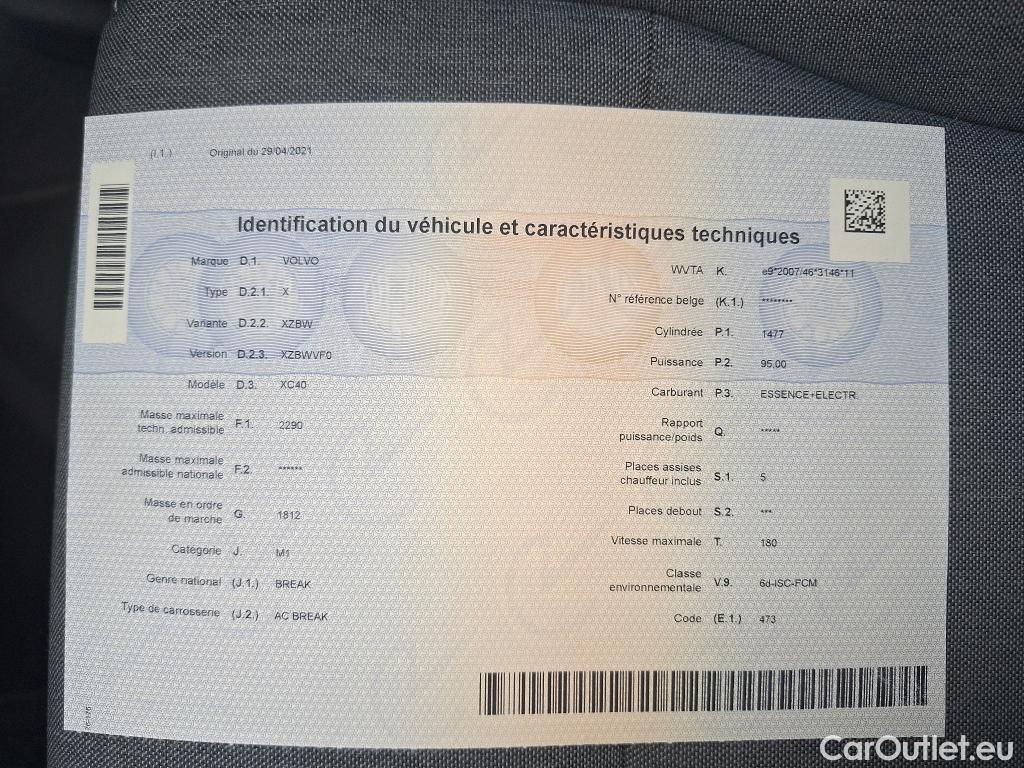 (I.1.) Original du 29/04/2021
Identification du véhicule et caractéristiques techniques
Marque D.1. VOLVO
Type D.2.1. X
Variante D.2.2. XZBW
Version D.2.3. XZBWVF0
Modèle D.3. XC40
Masse maximale
techn. admissible F.1. 2290
Masse maximale
admissible nationale F.2. ******
Masse en ordre
de marche G. 1812
Catégorie J. M1
Genre national (J.1.) BREAK
Type de carrosserie (J.2.) AC BREAK
WVTA K. e9*2007/46*3146*11
N° référence belge (K.1.) ********
Cylindrée P.1. 1477
Puissance P.2. 95,00
Carburant P.3. ESSENCE+ELECTR.
Rapport
puissance/poids Q. *****
Places assises
chauffeur inclus S.1. 5
Places debout S.2. ***
Vitesse maximale T. 180
Classe
environnementale V.9. 6d-ISC-FCM
Code (E.1.) 473
CarOutlet.eu